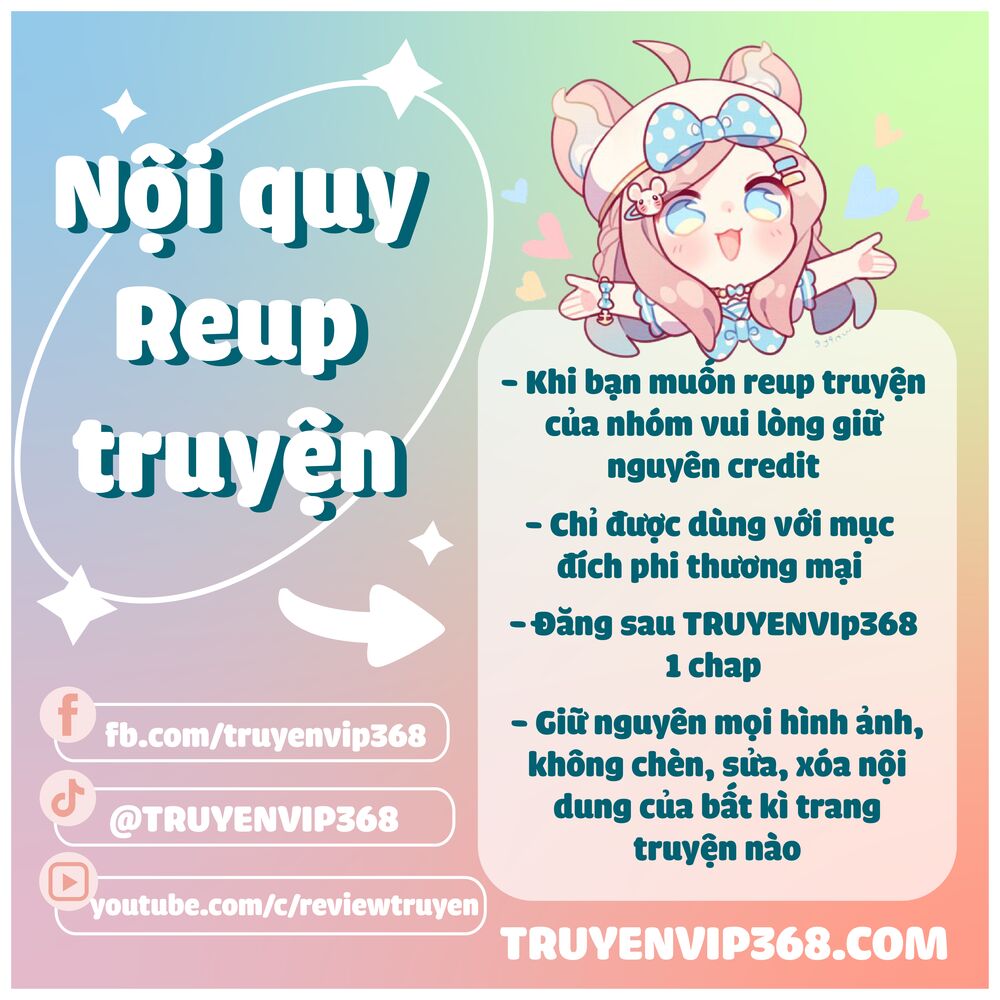 Nội quy
Reup
truyện
- Khi bạn muốn reup truyện
của nhóm vui lòng giữ
nguyên credit
- Chỉ được dùng với mục
đích phi thương mại
- Đăng sau TRUYENVIp368
1 chap
- Giữ nguyên mọi hình ảnh,
không chèn, sửa, xóa nội
dung của bất kì trang
truyện nào
fb.com/truyenvip368
@TRUYENVIP368
youtube.com/c/reviewtruyen
TRUYENVIP368.COM